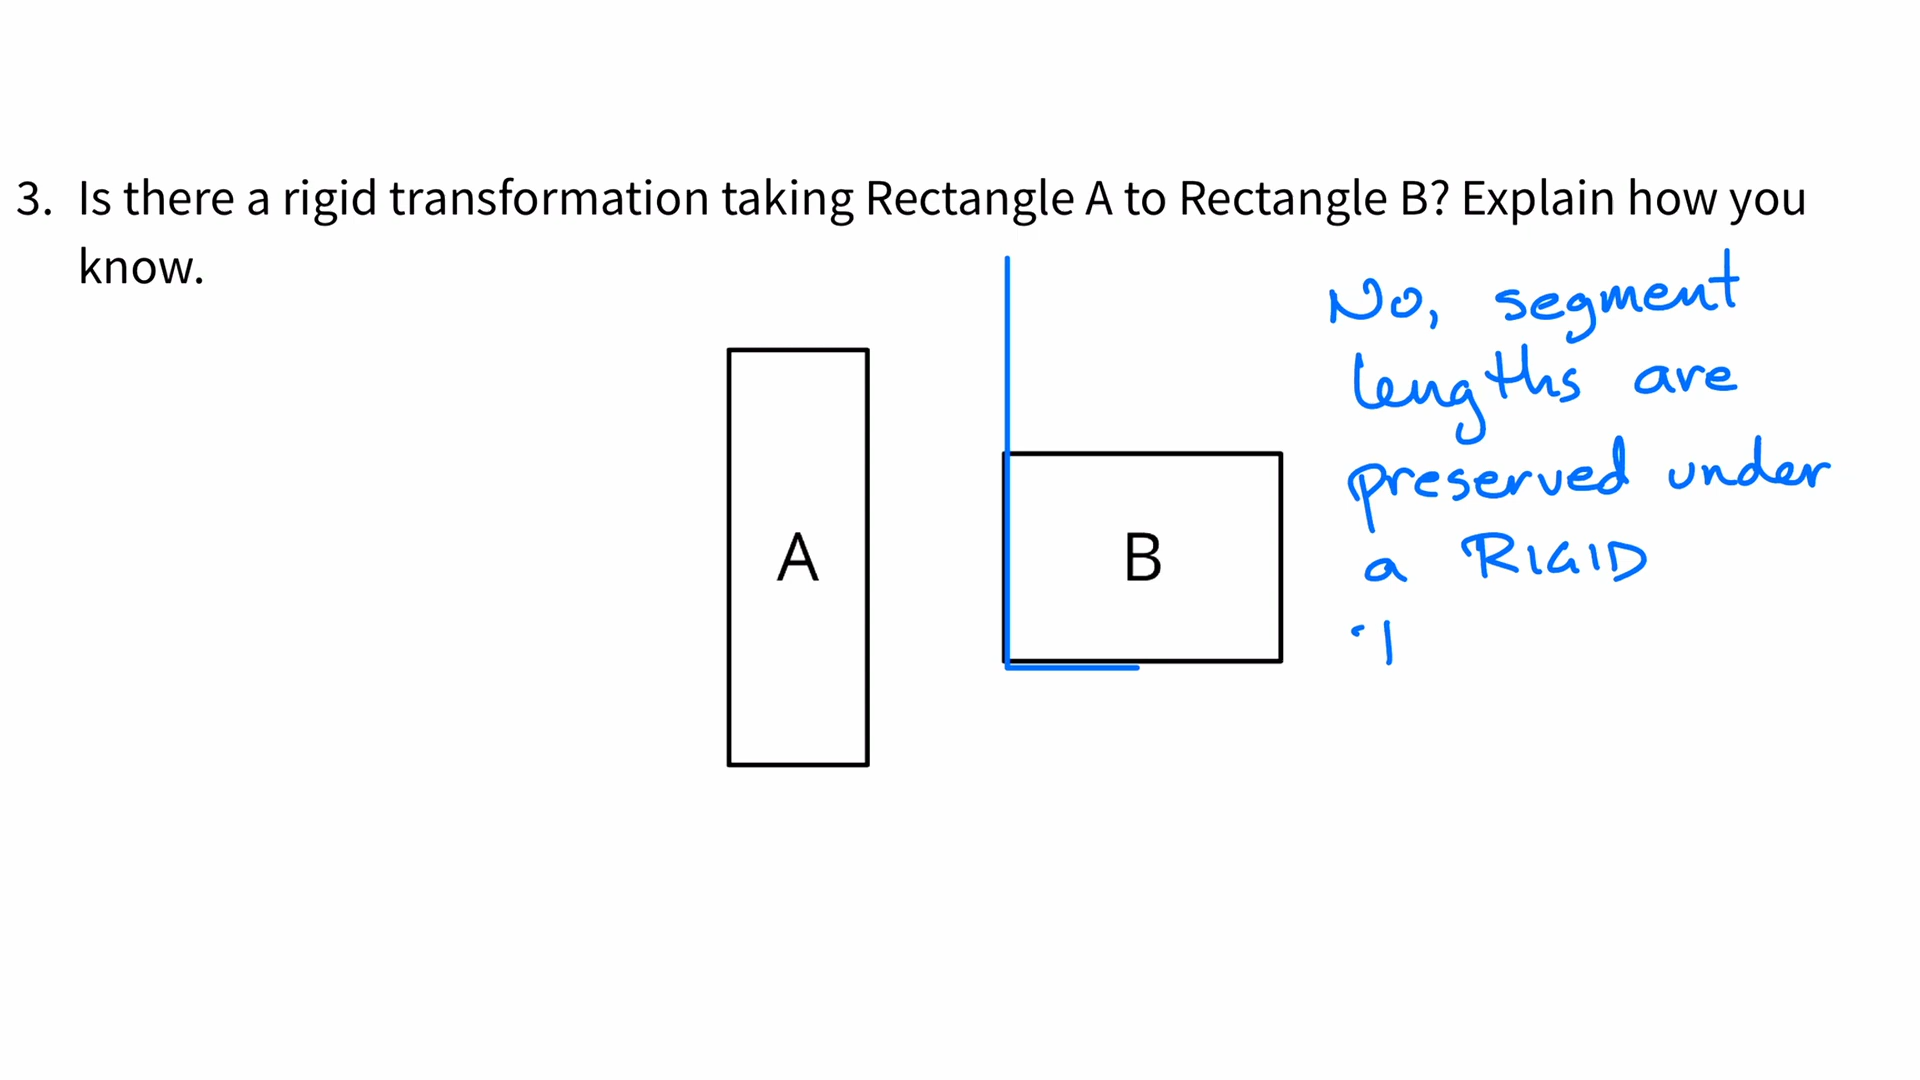 3. Is there a rigid transformation taking Rectangle A to Rectangle B? Explain how you
know.
No, segment
lengths are
preserved under
a RIGID
A
B